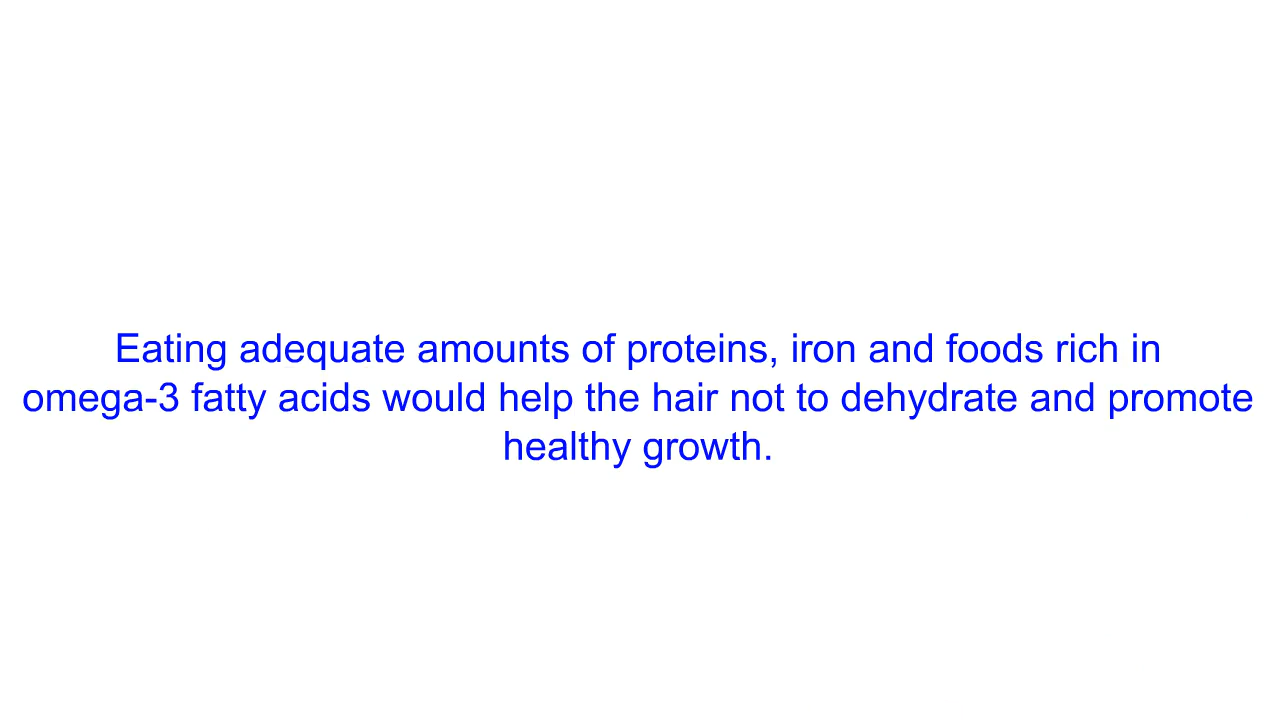 Eating adequate amounts of proteins, iron and foods rich in
omega-3 fatty acids would help the hair not to dehydrate and promote
healthy growth.